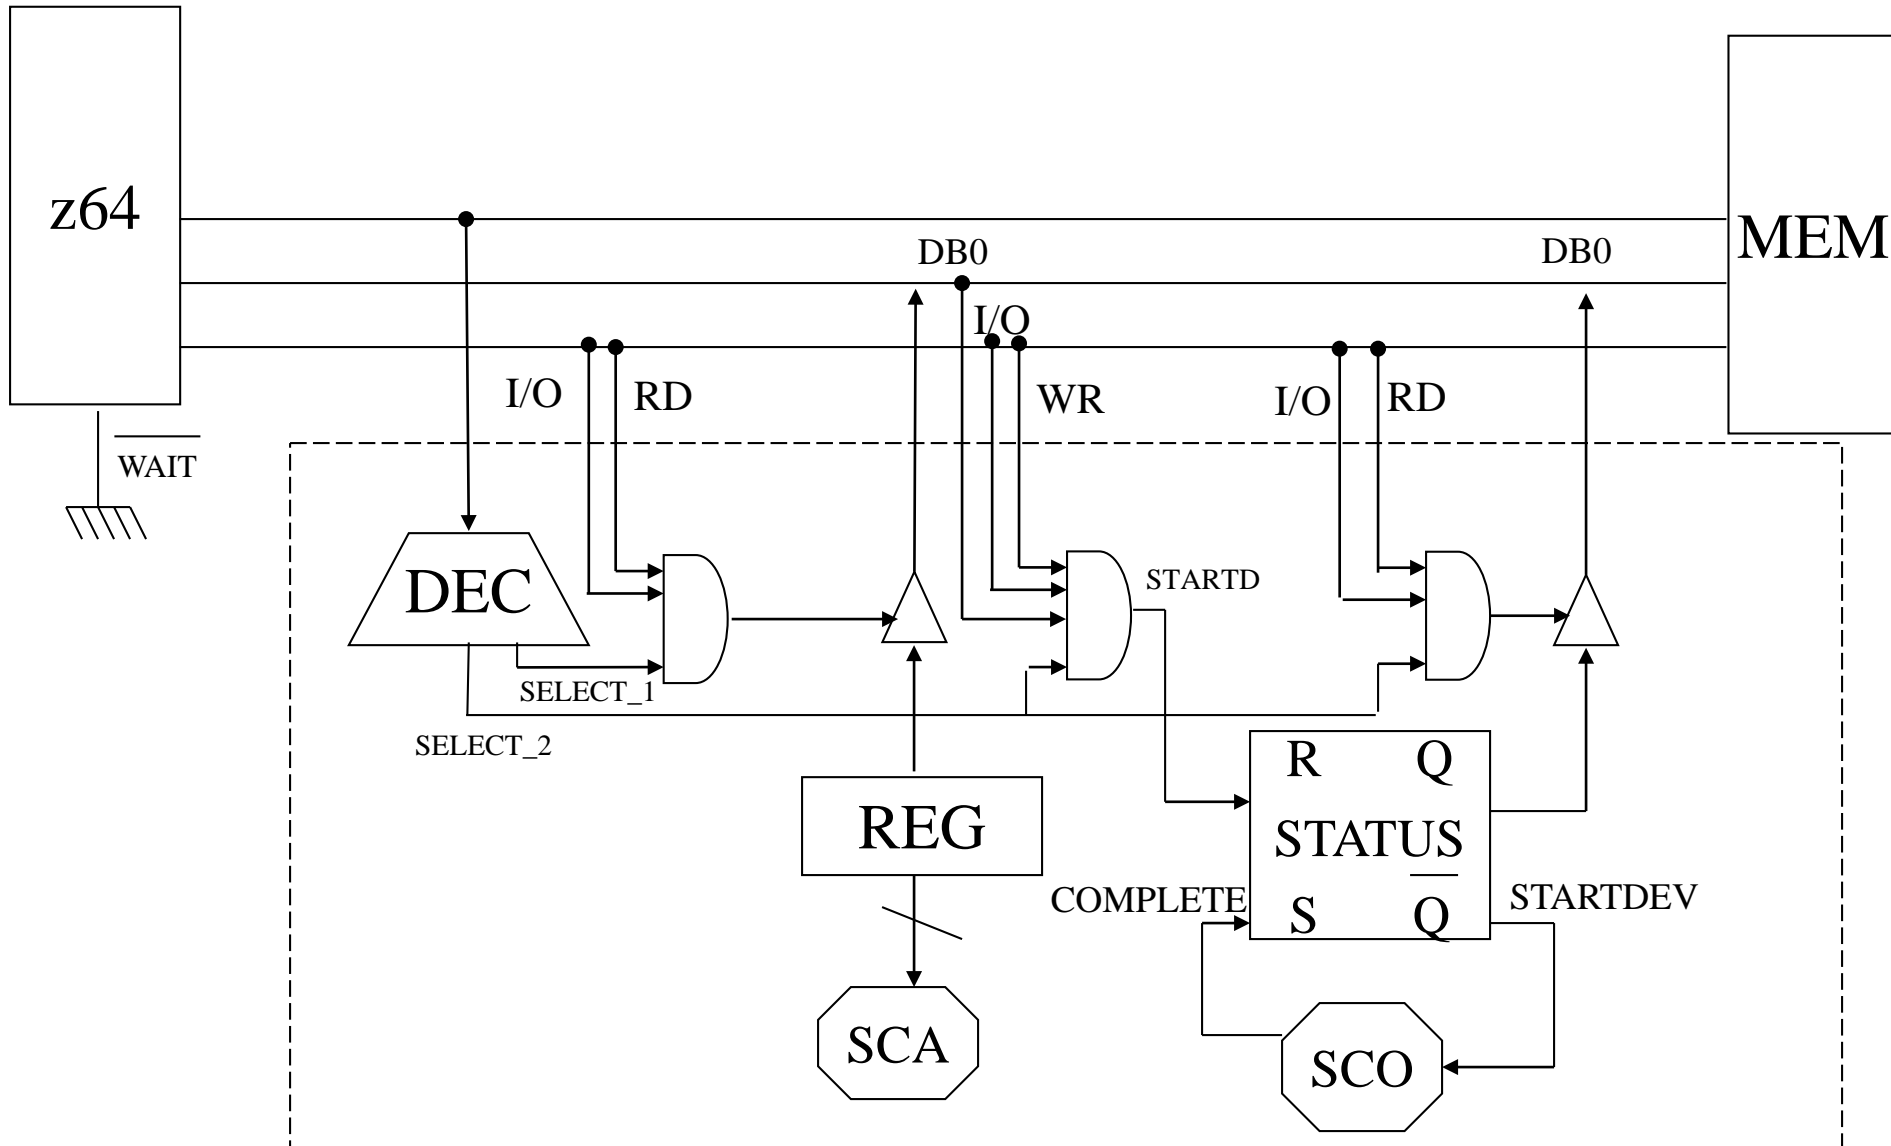 z64
MEM
DB0
DB0
I/O
I/O
RD
WR
I/O
RD
WAIT
DEC
STARTD
SELECT_1
SELECT_2
R
Q
REG
STATUS
COMPLETE
S
Q
STARTDEV
SCA
SCO